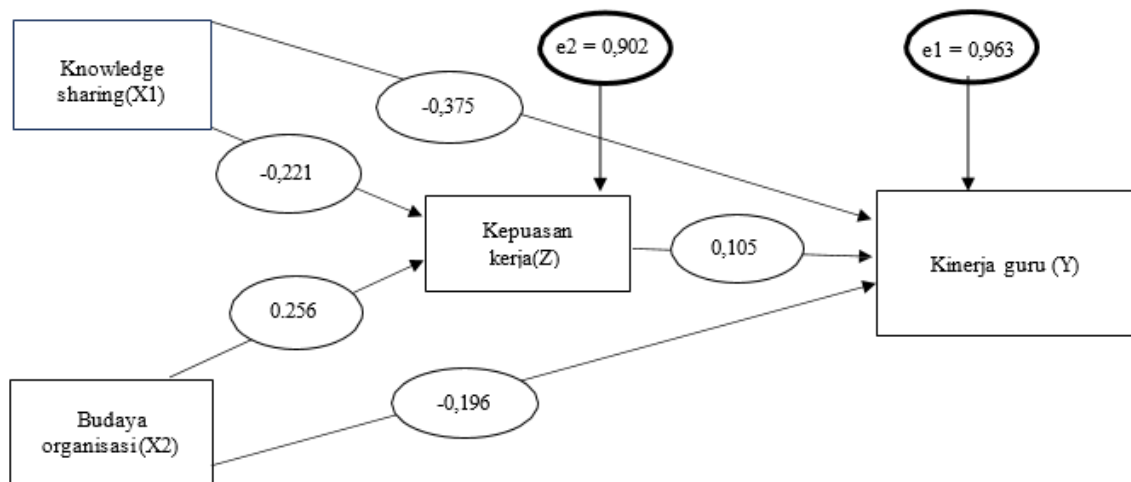 Knowledge
sharing(X1)
e2 = 0,902
e1 = 0,963
-0,375
-0,221
Kepuasan
kerja(Z)
0,105
Kinerja guru (Y)
0.256
-0,196
Budaya
organisasi(X2)